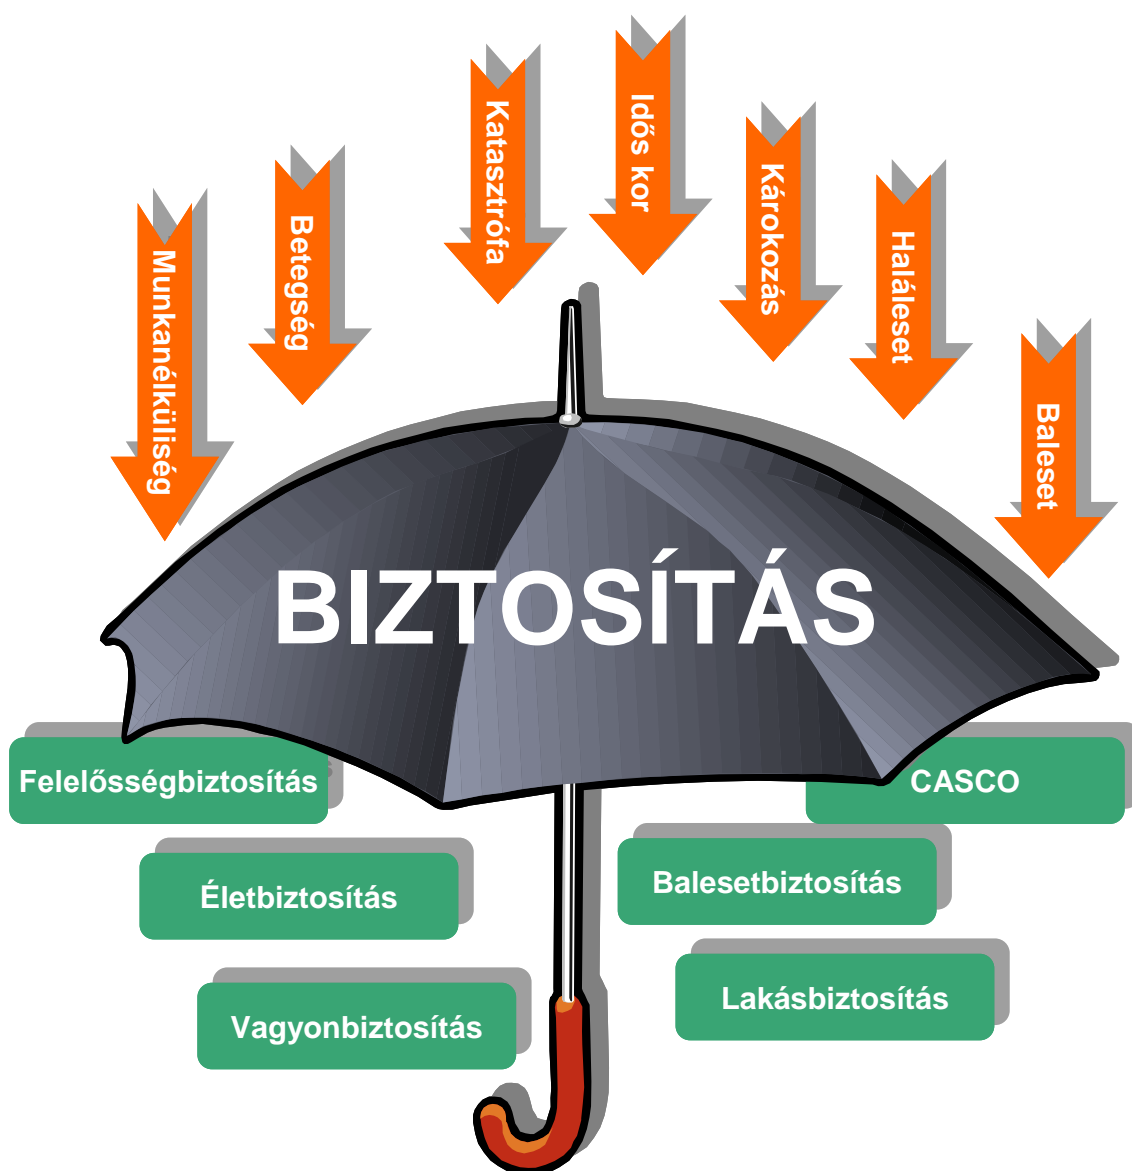 Munkanélküliség
Betegség
Katasztrófa
Idős kor
Károkozás
Haláleset
Baleset
BIZTOSÍTÁS
Felelősségbiztosítás
CASCO
Életbiztosítás
Balesetbiztosítás
Vagyonbiztosítás
Lakásbiztosítás